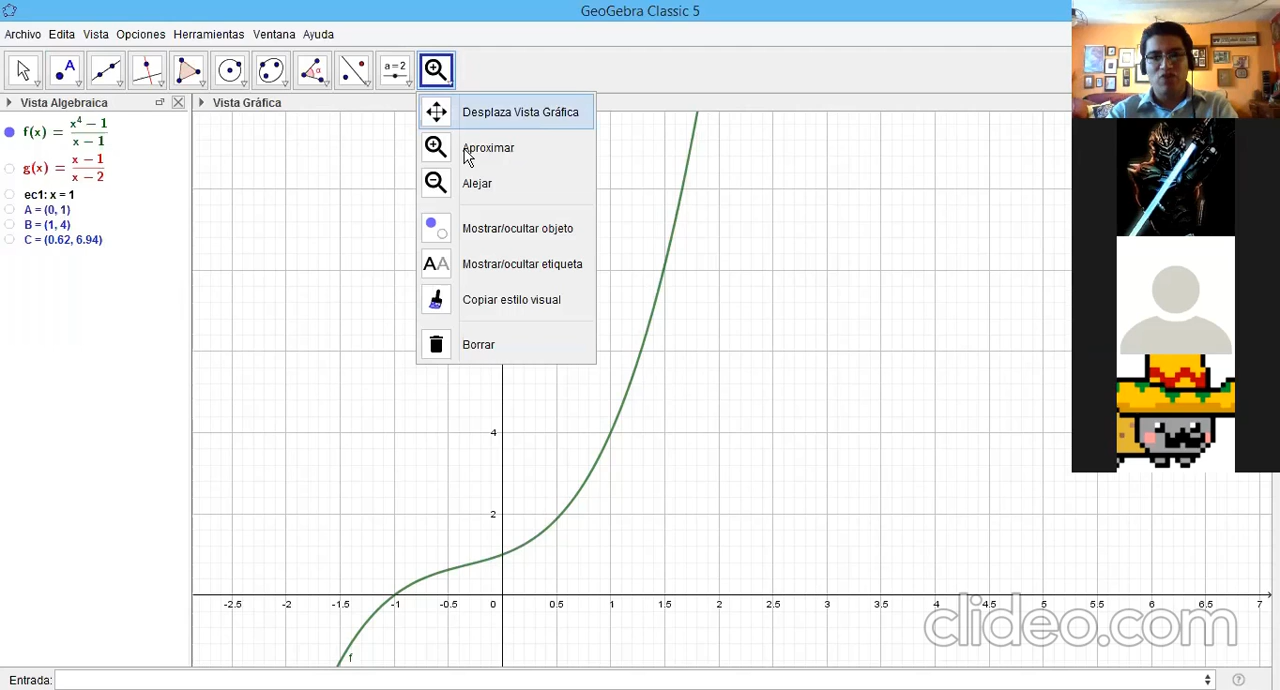 GeoGebra Classic 5
Archivo Edita Vista Opciones Herramientas Ventana Ayuda
A
α
a=2
Vista Algebraica
Vista Gráfica
f(x) = x⁴ − 1 / x − 1
g(x) = x − 1 / x − 2
ec1: x = 1
A = (0, 1)
B = (1, 4)
C = (0.62, 6.94)
Desplaza Vista Gráfica
Aproximar
Alejar
Mostrar/ocultar objeto
AA Mostrar/ocultar etiqueta
Copiar estilo visual
Borrar
4
2
-2.5 -2 -1.5 -1 -0.5 0 0.5 1 1.5 2 2.5 3 3.5 4 4.5 5 5.5 6 6.5 7
f
clideo.com
Entrada:
?